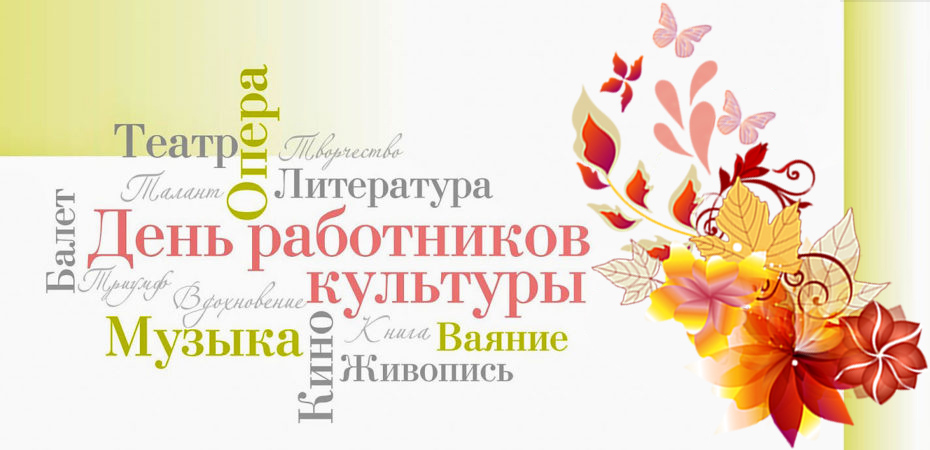 Опера
Театр
Творчество
Талант
Литература
Балет
День работников
культуры
Триумф
Вдохновение
Музыка
Кино
Книга
Ваяние
Живопись